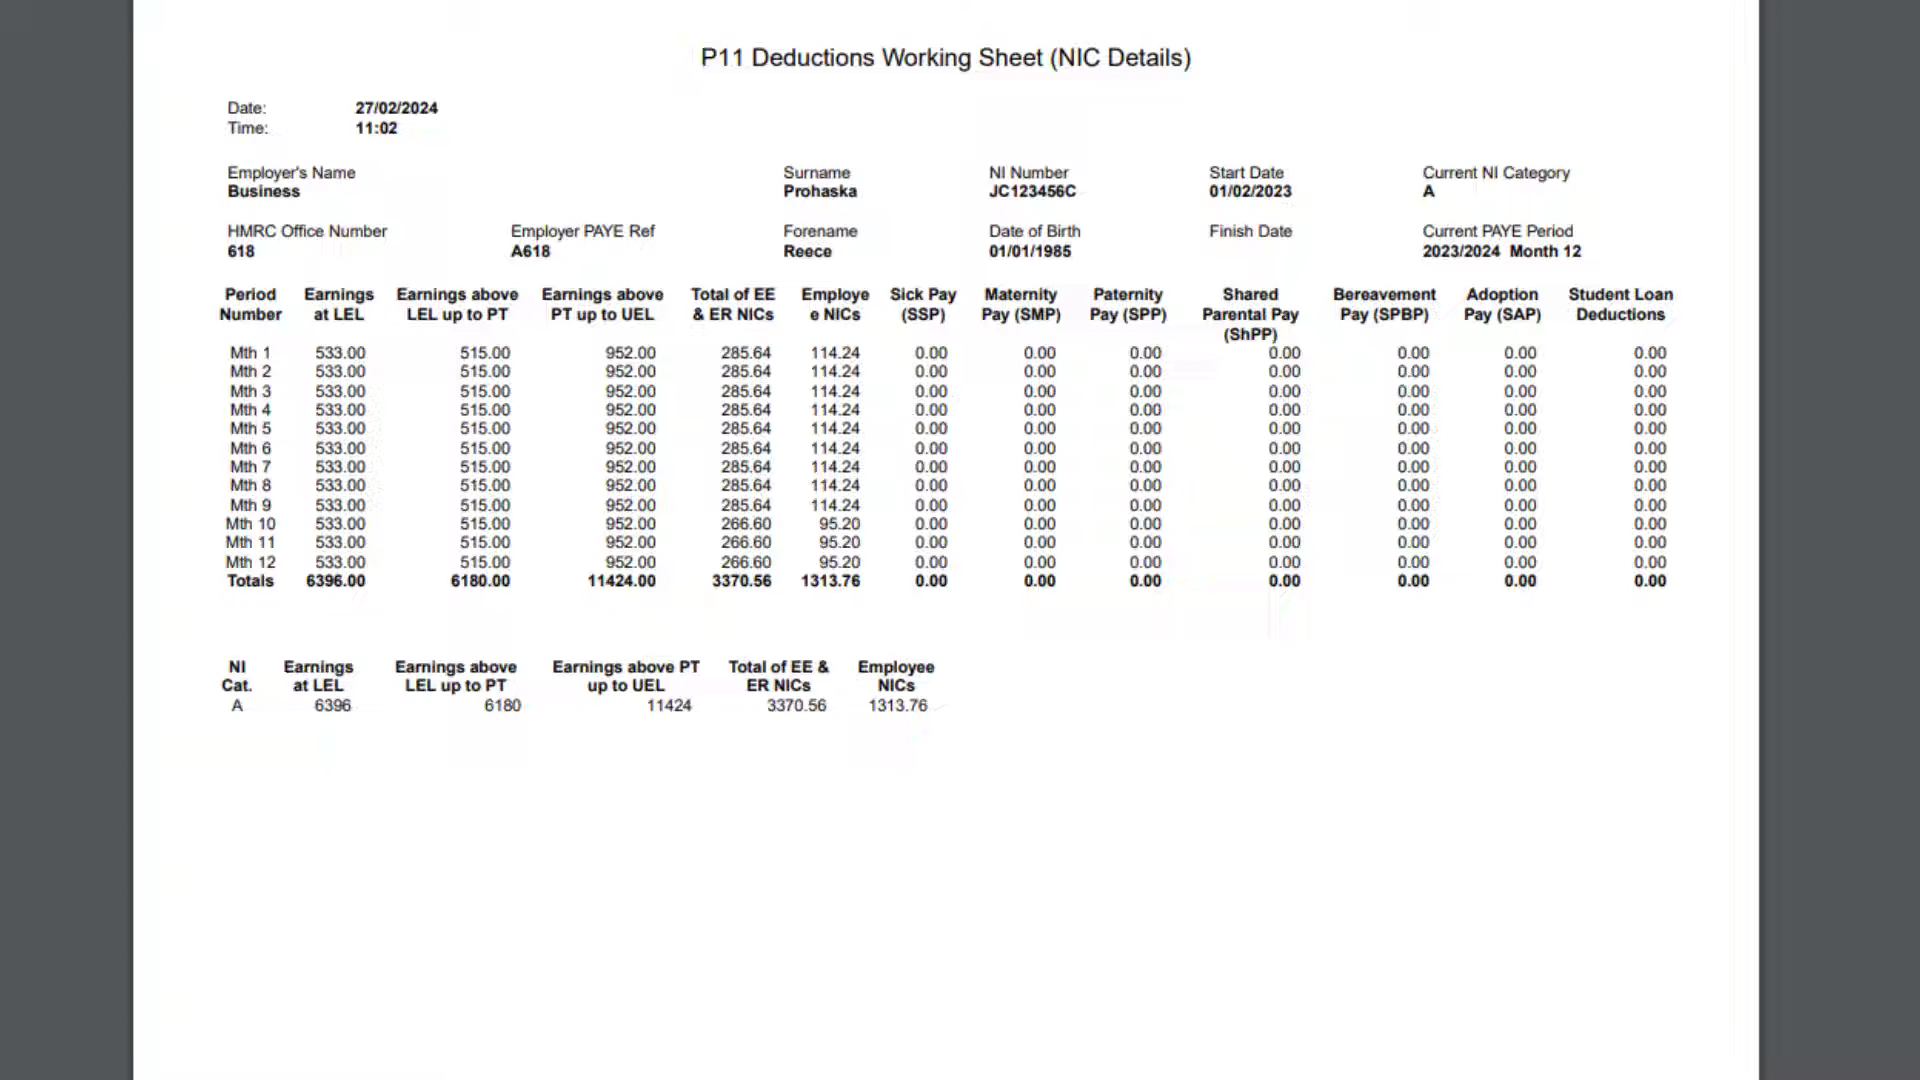 P11 Deductions Working Sheet (NIC Details)
Date: 27/02/2024
Time: 11:02
Employer's Name Surname NI Number Start Date Current NI Category
Business Prohaska JC123456C 01/02/2023 A
HMRC Office Number Employer PAYE Ref Forename Date of Birth Finish Date Current PAYE Period
618 A618 Reece 01/01/1985 2023/2024 Month 12
Period Earnings Earnings above Earnings above Total of EE Employe Sick Pay Maternity Paternity Shared Bereavement Adoption Student Loan
Number at LEL LEL up to PT PT up to UEL & ER NICs e NICs (SSP) Pay (SMP) Pay (SPP) Parental Pay Pay (SPBP) Pay (SAP) Deductions
(ShPP)
Mth 1 533.00 515.00 952.00 285.64 114.24 0.00 0.00 0.00 0.00 0.00 0.00 0.00
Mth 2 533.00 515.00 952.00 285.64 114.24 0.00 0.00 0.00 0.00 0.00 0.00 0.00
Mth 3 533.00 515.00 952.00 285.64 114.24 0.00 0.00 0.00 0.00 0.00 0.00 0.00
Mth 4 533.00 515.00 952.00 285.64 114.24 0.00 0.00 0.00 0.00 0.00 0.00 0.00
Mth 5 533.00 515.00 952.00 285.64 114.24 0.00 0.00 0.00 0.00 0.00 0.00 0.00
Mth 6 533.00 515.00 952.00 285.64 114.24 0.00 0.00 0.00 0.00 0.00 0.00 0.00
Mth 7 533.00 515.00 952.00 285.64 114.24 0.00 0.00 0.00 0.00 0.00 0.00 0.00
Mth 8 533.00 515.00 952.00 285.64 114.24 0.00 0.00 0.00 0.00 0.00 0.00 0.00
Mth 9 533.00 515.00 952.00 285.64 114.24 0.00 0.00 0.00 0.00 0.00 0.00 0.00
Mth 10 533.00 515.00 952.00 266.60 95.20 0.00 0.00 0.00 0.00 0.00 0.00 0.00
Mth 11 533.00 515.00 952.00 266.60 95.20 0.00 0.00 0.00 0.00 0.00 0.00 0.00
Mth 12 533.00 515.00 952.00 266.60 95.20 0.00 0.00 0.00 0.00 0.00 0.00 0.00
Totals 6396.00 6180.00 11424.00 3370.56 1313.76 0.00 0.00 0.00 0.00 0.00 0.00 0.00
NI Earnings Earnings above Earnings above PT Total of EE & Employee
Cat. at LEL LEL up to PT up to UEL ER NICs NICs
A 6396 6180 11424 3370.56 1313.76